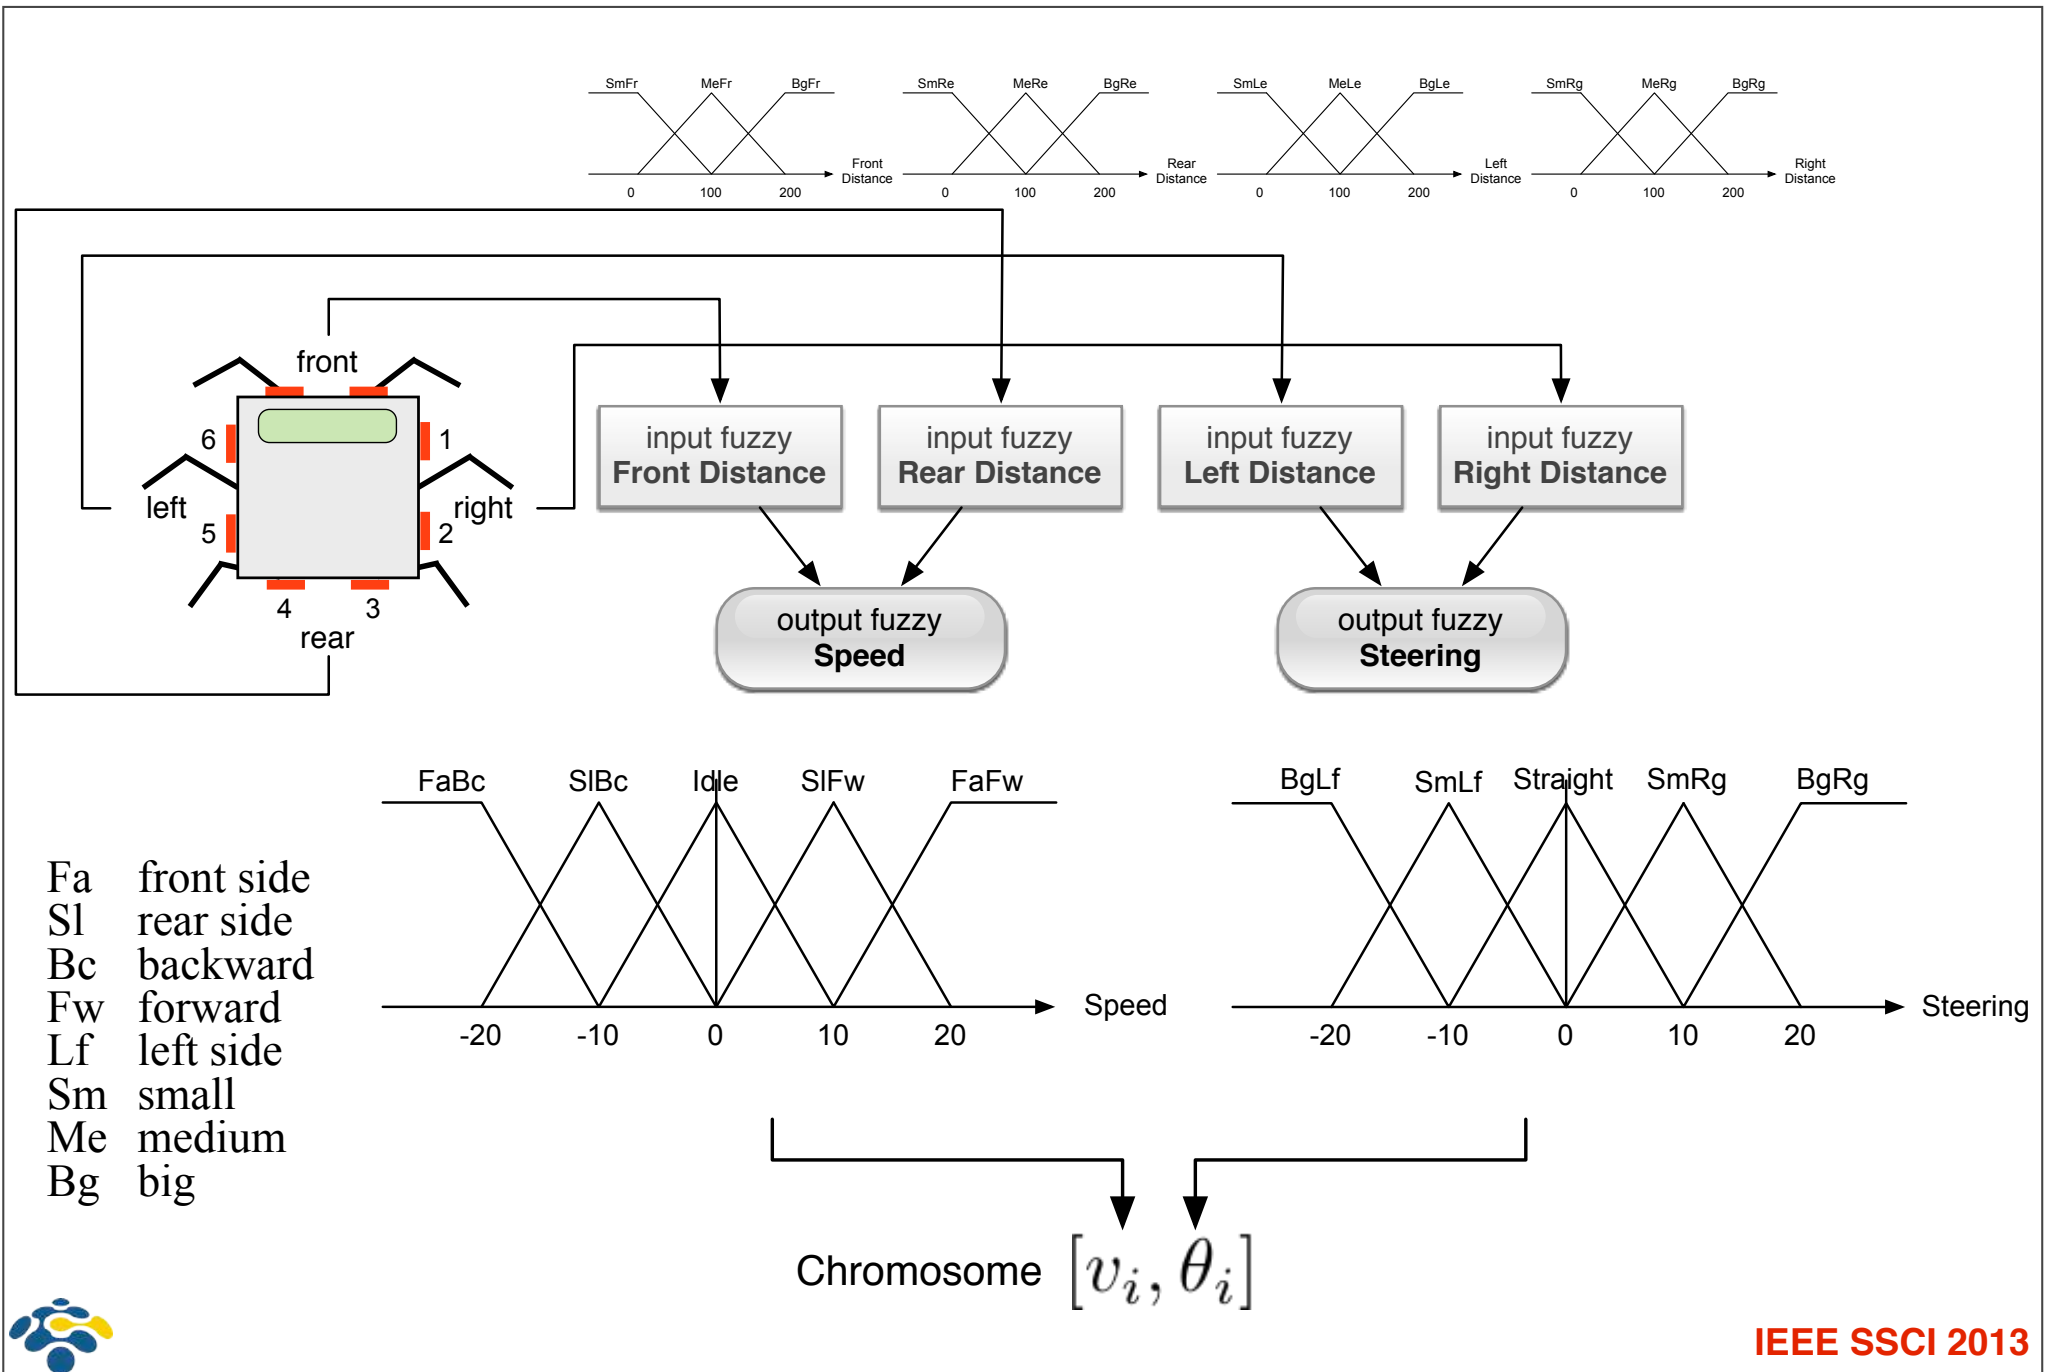 SmFr MeFr BgFr
0 100 200
Front
Distance
SmRe MeRe BgRe
0 100 200
Rear
Distance
SmLe MeLe BgLe
0 100 200
Left
Distance
SmRg MeRg BgRg
0 100 200
Right
Distance
front
6 1
left right
5 2
4 3
rear
input fuzzy
Front Distance
input fuzzy
Rear Distance
input fuzzy
Left Distance
input fuzzy
Right Distance
output fuzzy
Speed
output fuzzy
Steering
FaBc SlBc Idle SlFw FaFw
-20 -10 0 10 20
Speed
BgLf SmLf Straight SmRg BgRg
-20 -10 0 10 20
Steering
Fa front side
Sl rear side
Bc backward
Fw forward
Lf left side
Sm small
Me medium
Bg big
Chromosome [v_i, θ_i]
IEEE SSCI 2013